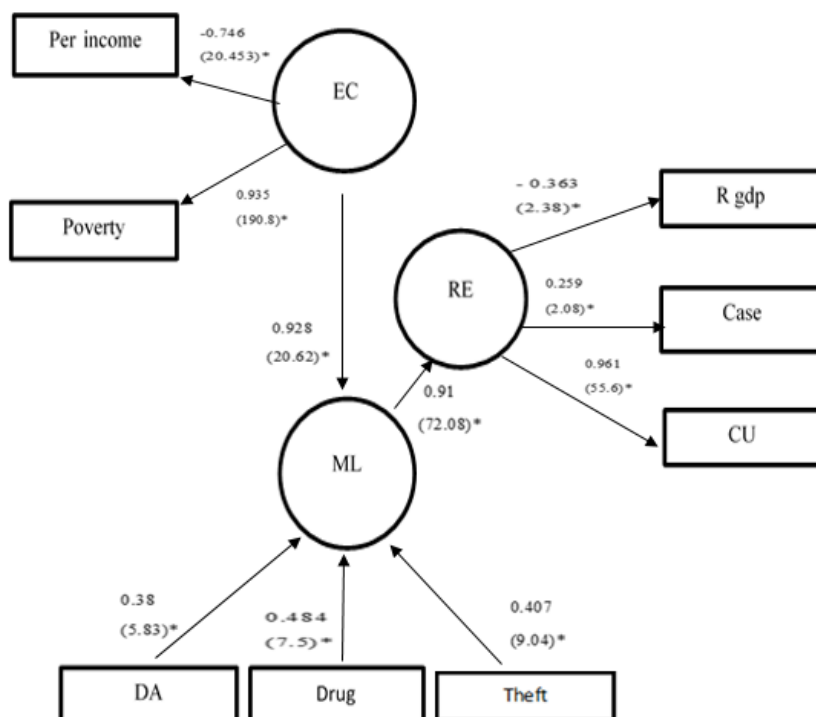 Per income
-0.746
(20.453)*
EC
Poverty
0.935
(190.8)*
- 0.363
(2.38)*
R gdp
RE
0.259
(2.08)*
Case
0.928
(20.62)*
0.91
(72.08)*
0.961
(55.6)*
CU
ML
0.38
(5.83)*
0.484
(7.5)*
0.407
(9.04)*
DA
Drug
Theft